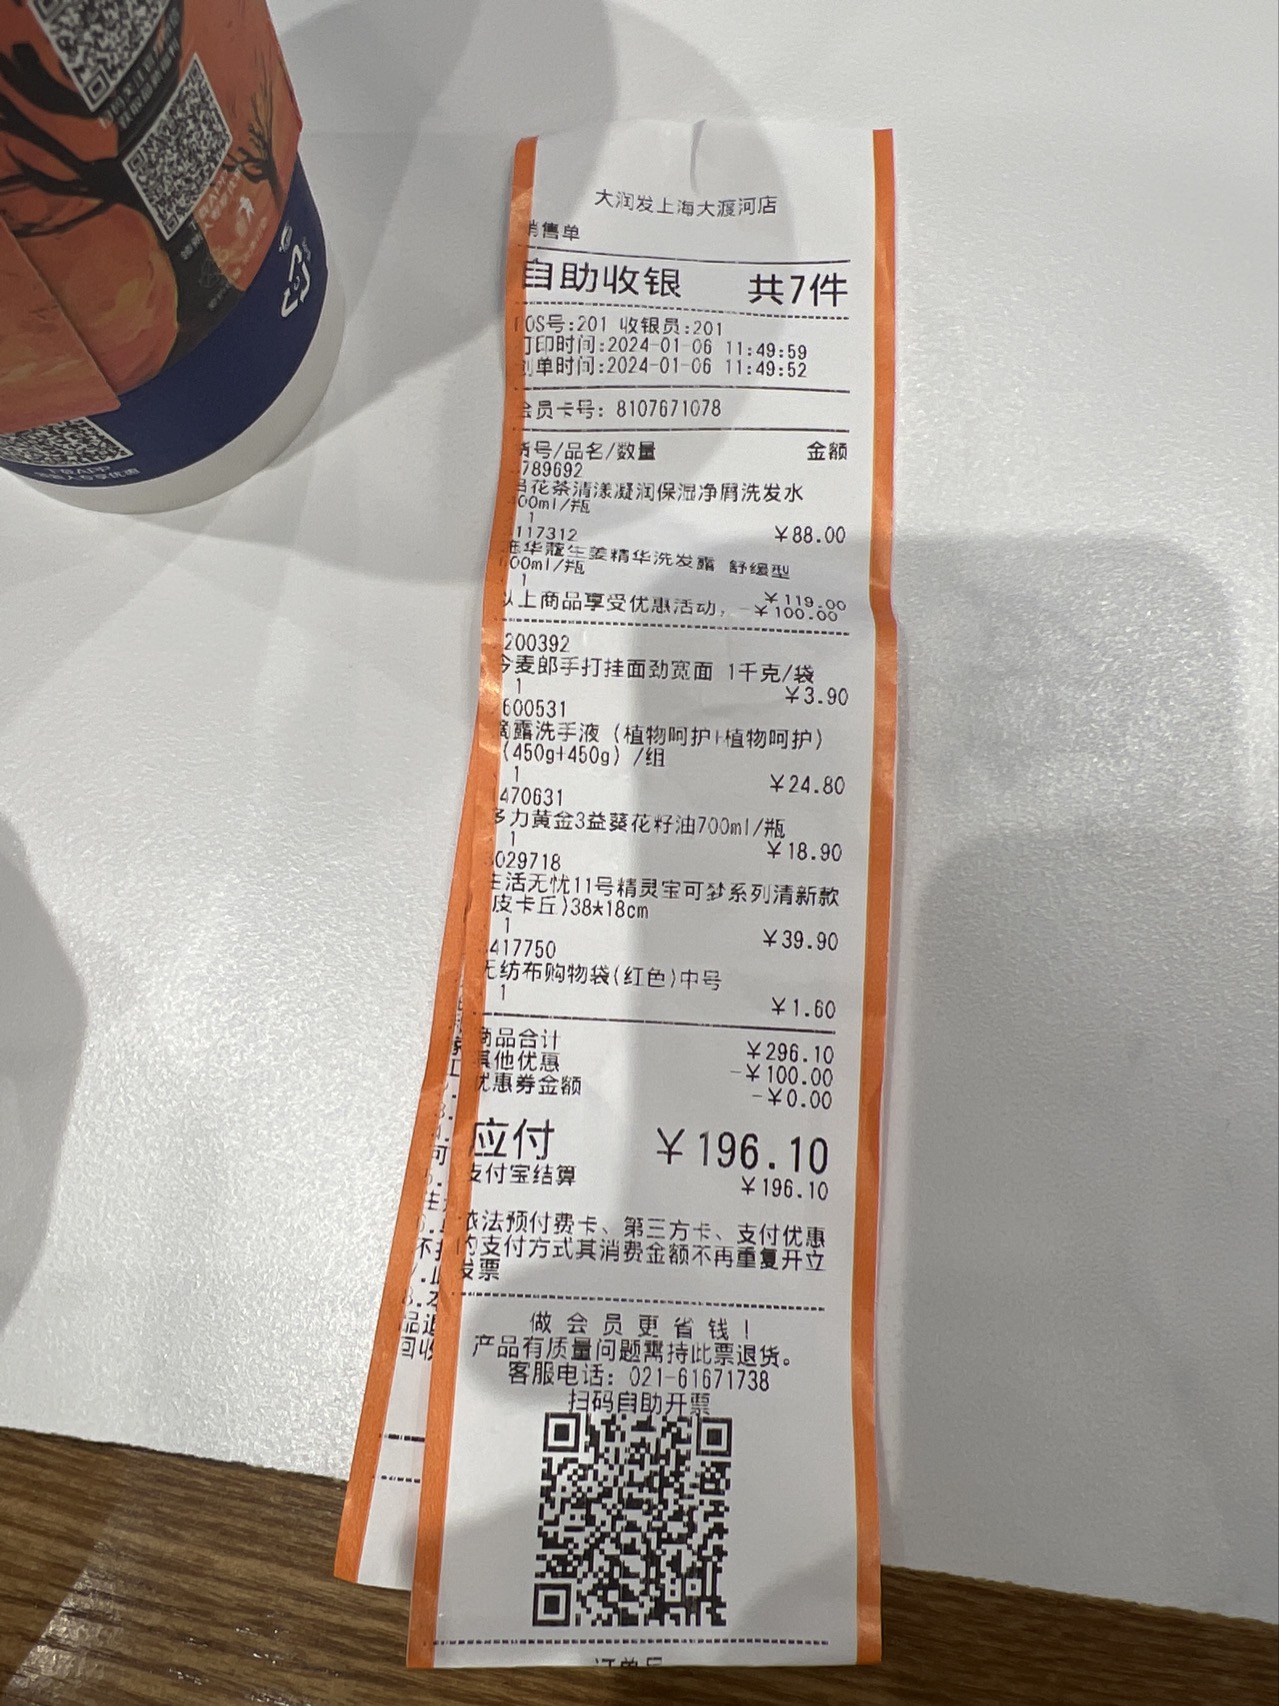 大润发上海大渡河店
销售单
自助收银 共7件
POS号:201 收银员:201
打印时间:2024-01-06 11:49:59
创单时间:2024-01-06 11:49:52
会员卡号: 8107671078
货号/品名/数量 金额
789692
吕花茶清漾凝润保湿净屑洗发水
00ml/瓶
1 ¥88.00
117312
华蔻生姜精华洗发露 舒缓型
00ml/瓶
1 ¥119.00
以上商品享受优惠活动, -¥100.00
200392
今麦郎手打挂面劲宽面 1千克/袋
1 ¥3.90
600531
滴露洗手液（植物呵护+植物呵护）
（450g+450g）/组
1 ¥24.80
470631
多力黄金3益葵花籽油700ml/瓶
1 ¥18.90
029718
生活无忧11号精灵宝可梦系列清新款
皮卡丘)38*18cm
1 ¥39.90
417750
无纺布购物袋(红色)中号
1 ¥1.60
商品合计 ¥296.10
其他优惠 -¥100.00
优惠券金额 -¥0.00
应付 ¥196.10
支付宝结算 ¥196.10
依法预付费卡、第三方卡、支付优惠
的支付方式其消费金额不再重复开立
发票
做会员更省钱！
产品有质量问题需持此票退货。
客服电话: 021-61671738
扫码自助开票